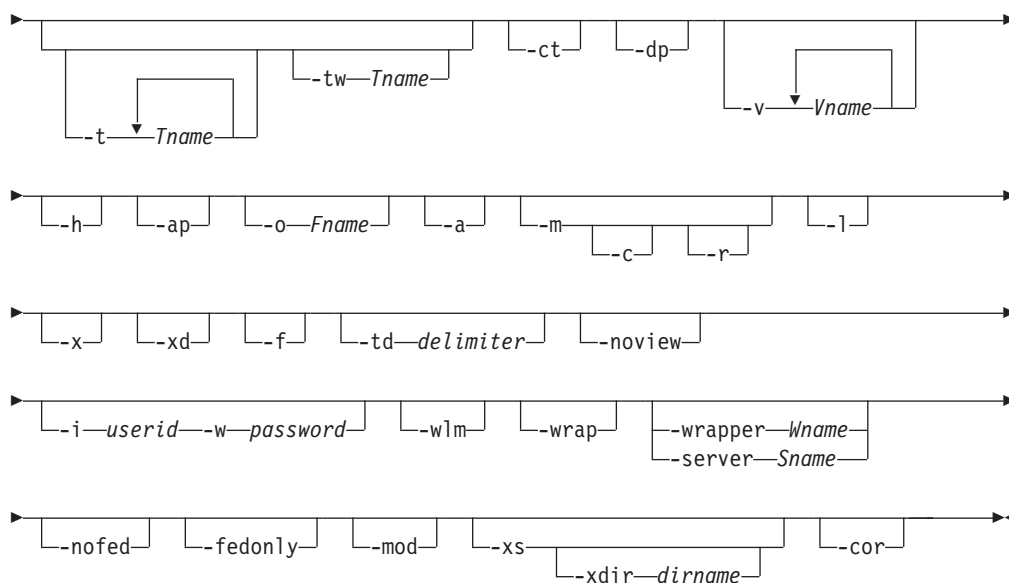 -ct -dp
-tw Tname
-v Vname
-t Tname
-h -ap -o Fname -a -m -l
-c -r
-x -xd -f -td delimiter -noview
-i userid -w password -wlm -wrap -wrapper Wname
-server Sname
-nofed -fedonly -mod -xs -cor
-xdir dirname